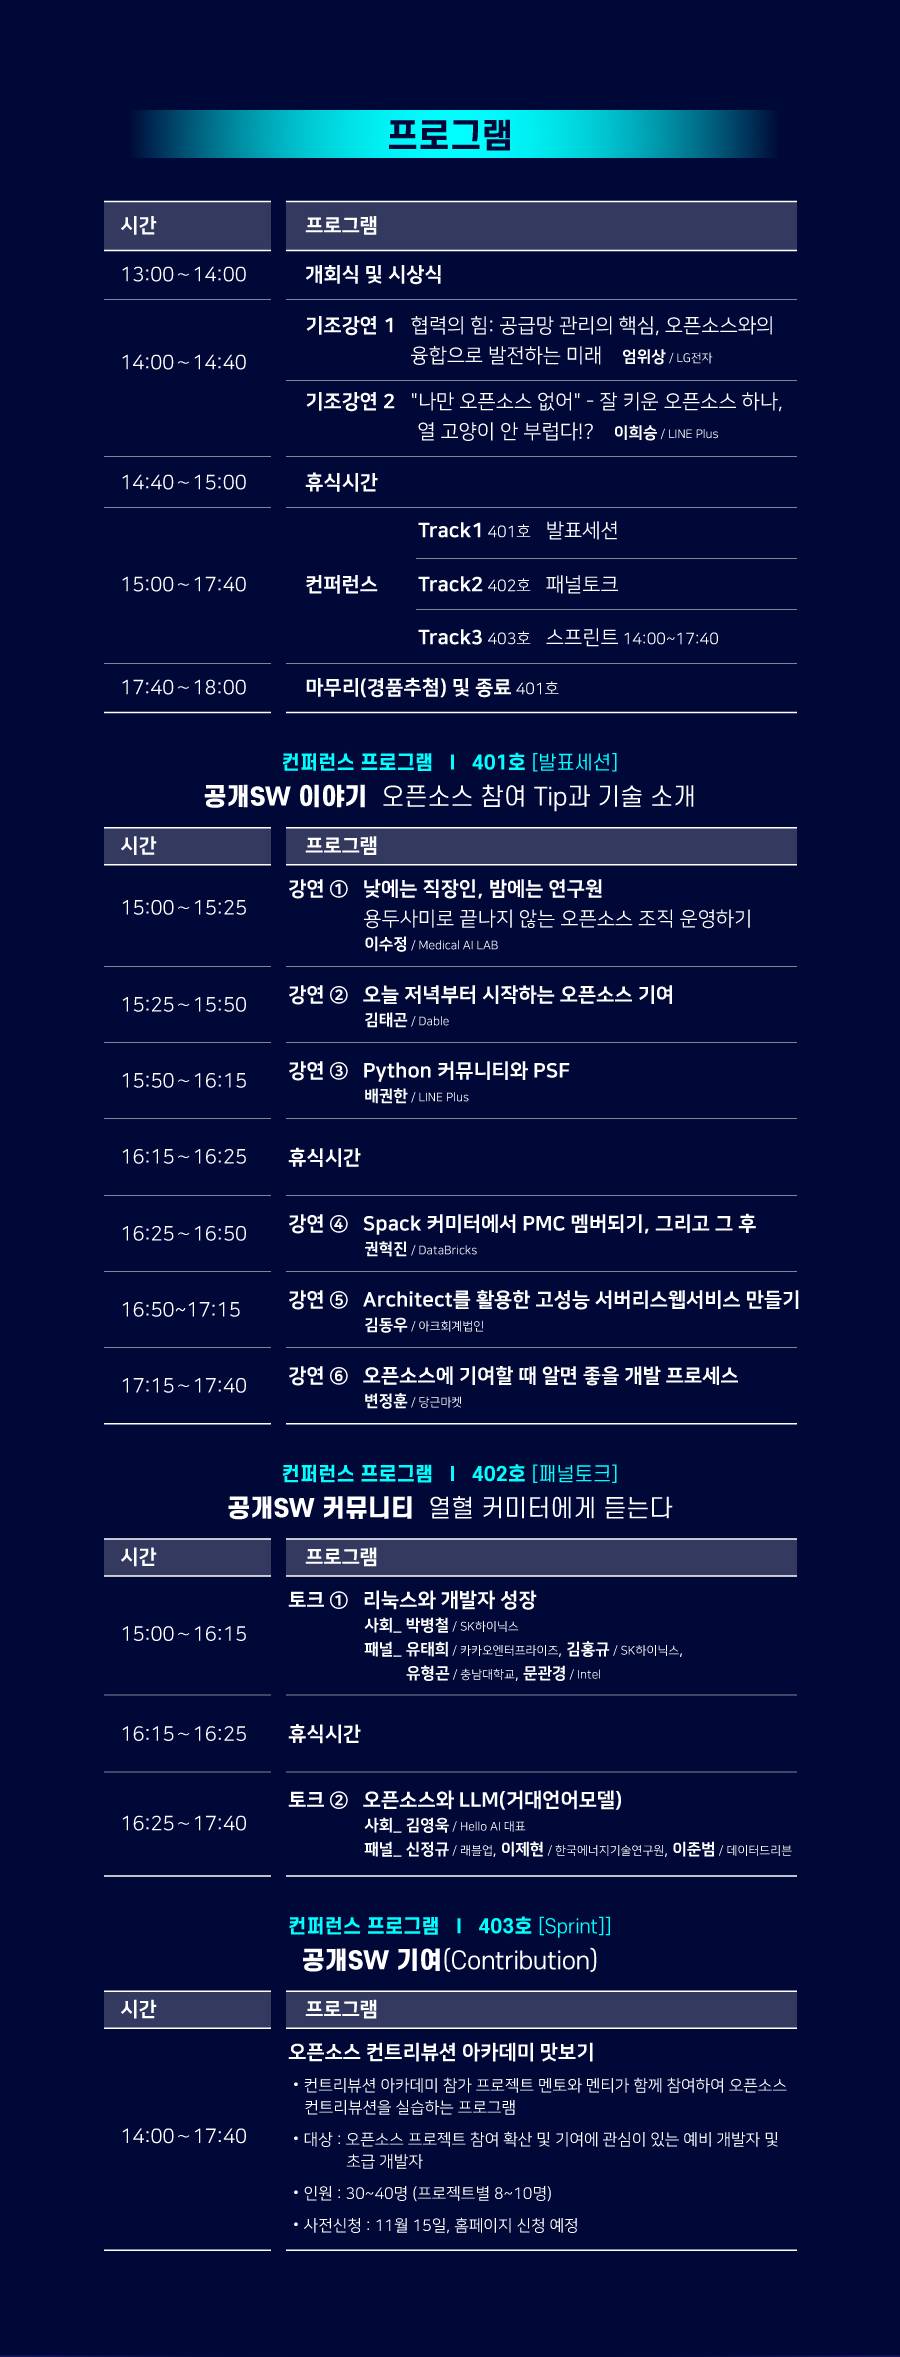 프로그램
시간 프로그램
13:00~14:00 개회식 및 시상식
14:00~14:40
기조강연 1 협력의 힘: 공급망 관리의 핵심, 오픈소스와의
융합으로 발전하는 미래 엄위상 / LG전자
기조강연 2 "나만 오픈소스 없어" - 잘 키운 오픈소스 하나,
열 고양이 안 부럽다!? 이희승 / LINE Plus
14:40~15:00 휴식시간
15:00~17:40 컨퍼런스
Track1 401호 발표세션
Track2 402호 패널토크
Track3 403호 스프린트 14:00~17:40
17:40~18:00 마무리(경품추첨) 및 종료 401호
컨퍼런스 프로그램 I 401호 [발표세션]
공개SW 이야기 오픈소스 참여 Tip과 기술 소개
시간 프로그램
15:00~15:25
강연 ① 낮에는 직장인, 밤에는 연구원
용두사미로 끝나지 않는 오픈소스 조직 운영하기
이수정 / Medical AI LAB
15:25~15:50
강연 ② 오늘 저녁부터 시작하는 오픈소스 기여
김태곤 / Dable
15:50~16:15
강연 ③ Python 커뮤니티와 PSF
배권한 / LINE Plus
16:15~16:25 휴식시간
16:25~16:50
강연 ④ Spack 커미터에서 PMC 멤버되기, 그리고 그 후
권혁진 / DataBricks
16:50~17:15
강연 ⑤ Architect를 활용한 고성능 서버리스웹서비스 만들기
김동우 / 아크회계법인
17:15~17:40
강연 ⑥ 오픈소스에 기여할 때 알면 좋을 개발 프로세스
변정훈 / 당근마켓
컨퍼런스 프로그램 I 402호 [패널토크]
공개SW 커뮤니티 열혈 커미터에게 듣는다
시간 프로그램
15:00~16:15
토크 ① 리눅스와 개발자 성장
사회_ 박병철 / SK하이닉스
패널_ 유태희 / 카카오엔터프라이즈, 김홍규 / SK하이닉스,
유형곤 / 충남대학교, 문관경 / Intel
16:15~16:25 휴식시간
16:25~17:40
토크 ② 오픈소스와 LLM(거대언어모델)
사회_ 김영욱 / Hello AI 대표
패널_ 신정규 / 래블업, 이제현 / 한국에너지기술연구원, 이준범 / 데이터드리븐
컨퍼런스 프로그램 I 403호 [Sprint]]
공개SW 기여(Contribution)
시간 프로그램
14:00~17:40
오픈소스 컨트리뷰션 아카데미 맛보기
• 컨트리뷰션 아카데미 참가 프로젝트 멘토와 멘티가 함께 참여하여 오픈소스
컨트리뷰션을 실습하는 프로그램
• 대상 : 오픈소스 프로젝트 참여 확산 및 기여에 관심이 있는 예비 개발자 및
초급 개발자
• 인원 : 30~40명 (프로젝트별 8~10명)
• 사전신청 : 11월 15일, 홈페이지 신청 예정